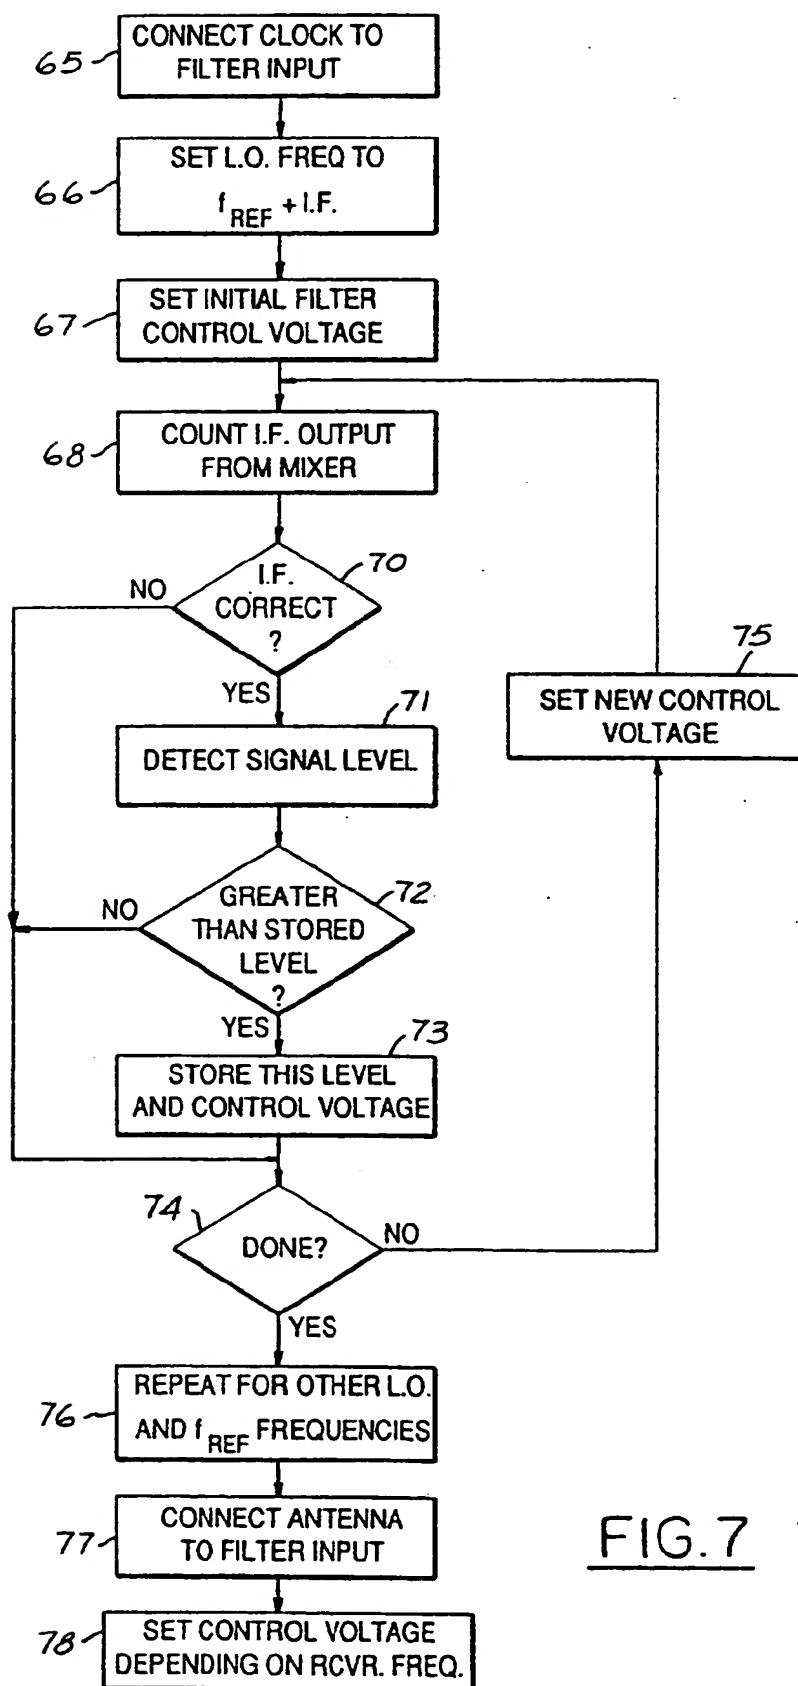 65
CONNECT CLOCK TO
FILTER INPUT
66
SET L.O. FREQ TO
f REF + I.F.
67
SET INITIAL FILTER
CONTROL VOLTAGE
68
COUNT I.F. OUTPUT
FROM MIXER
70
I.F.
CORRECT
?
NO
YES
71
DETECT SIGNAL LEVEL
72
GREATER
THAN STORED
LEVEL
?
NO
YES
73
STORE THIS LEVEL
AND CONTROL VOLTAGE
74
DONE?
NO
YES
75
SET NEW CONTROL
VOLTAGE
76
REPEAT FOR OTHER L.O.
AND f REF FREQUENCIES
77
CONNECT ANTENNA
TO FILTER INPUT
78
SET CONTROL VOLTAGE
DEPENDING ON RCVR. FREQ.
FIG. 7